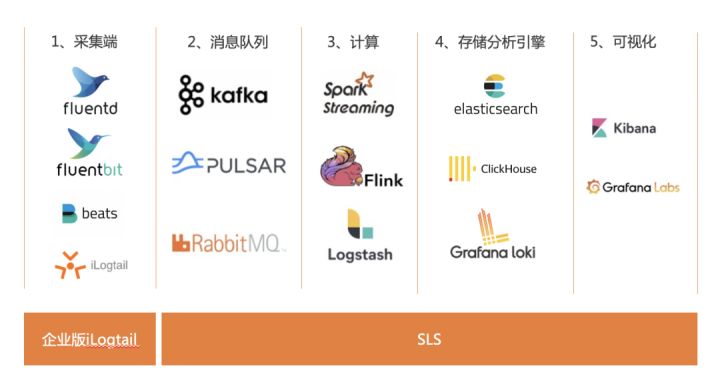 1、采集端
fluentd
fluentbit
beats
iLogtail
2、消息队列
kafka
PULSAR
RabbitMQ
3、计算
Spark
Streaming
Flink
Logstash
4、存储分析引擎
elasticsearch
ClickHouse
Grafana loki
5、可视化
Kibana
Grafana Labs
企业版iLogtail
SLS